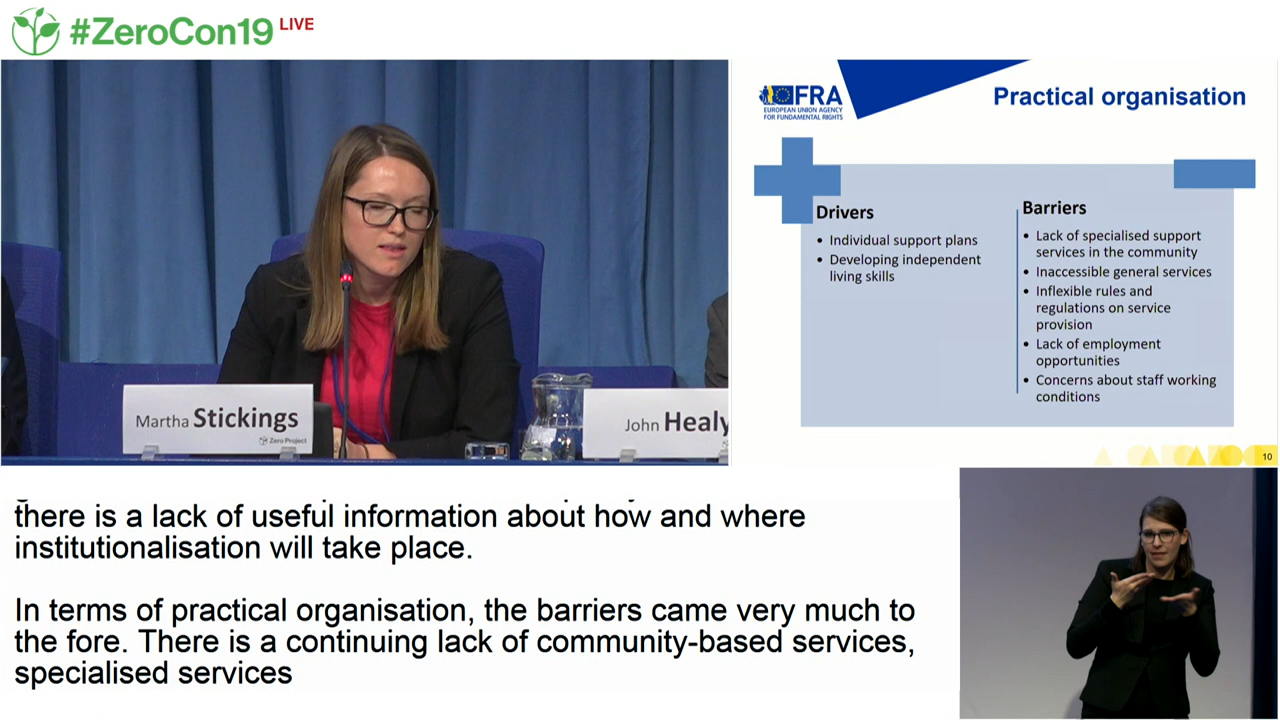 #ZeroCon19 LIVE
Martha Stickings
Zero Project
John Healy
FRA
EUROPEAN UNION AGENCY
FOR FUNDAMENTAL RIGHTS
Practical organisation
Drivers
• Individual support plans
• Developing independent
living skills
Barriers
• Lack of specialised support
services in the community
• Inaccessible general services
• Inflexible rules and
regulations on service
provision
• Lack of employment
opportunities
• Concerns about staff working
conditions
10
there is a lack of useful information about how and where
institutionalisation will take place.
In terms of practical organisation, the barriers came very much to
the fore. There is a continuing lack of community-based services,
specialised services